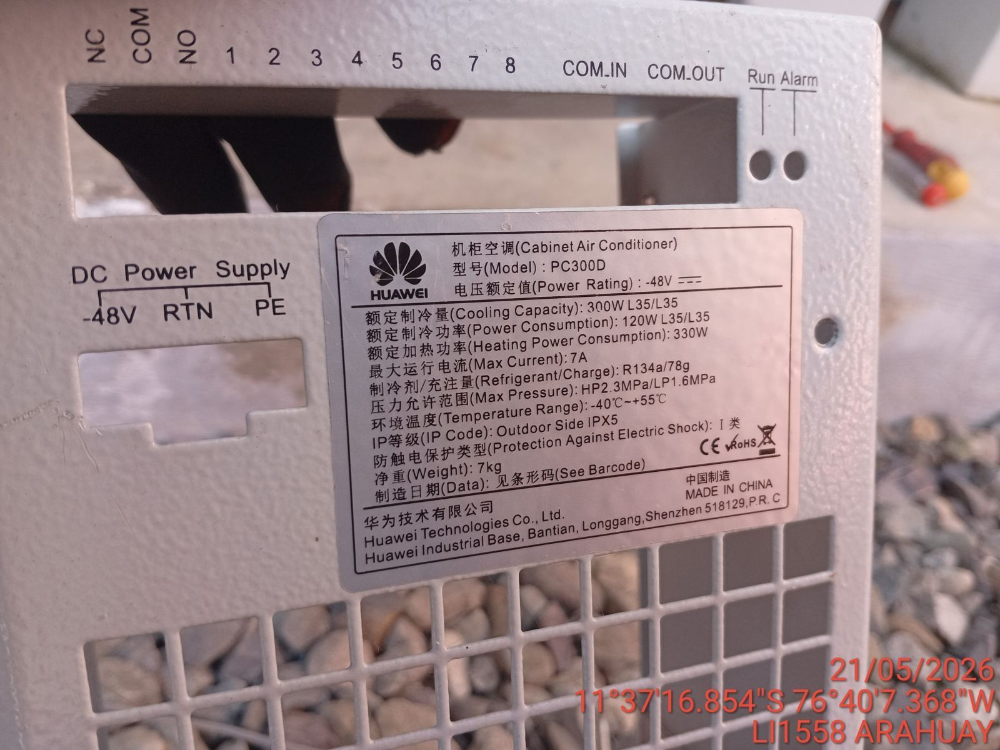 NC COM NO 1 2 3 4 5 6 7 8 COM_IN COM_OUT Run Alarm
DC Power Supply
-48V RTN PE
HUAWEI
机柜空调(Cabinet Air Conditioner)
型号(Model) : PC300D
电压额定值(Power Rating) : -48V
额定制冷量(Cooling Capacity): 300W L35/L35
额定制冷功率(Power Consumption): 120W L35/L35
额定加热功率(Heating Power Consumption): 330W
最大运行电流(Max Current): 7A
制冷剂/充注量(Refrigerant/Charge): R134a/78g
压力允许范围(Max Pressure): HP2.3MPa/LP1.6MPa
环境温度(Temperature Range): -40℃~+55℃
IP等级(IP Code): Outdoor Side IPX5
防触电保护类型(Protection Against Electric Shock): I 类
净重(Weight): 7kg
CE RoHS
制造日期(Data): 见条形码(See Barcode)
中国制造
MADE IN CHINA
华为技术有限公司
Huawei Technologies Co., Ltd.
Huawei Industrial Base, Bantian, Longgang,Shenzhen 518129,P.R. C
21/05/2026
11°37'16.854"S 76°40'7.368"W
LI1558 ARAHUAY